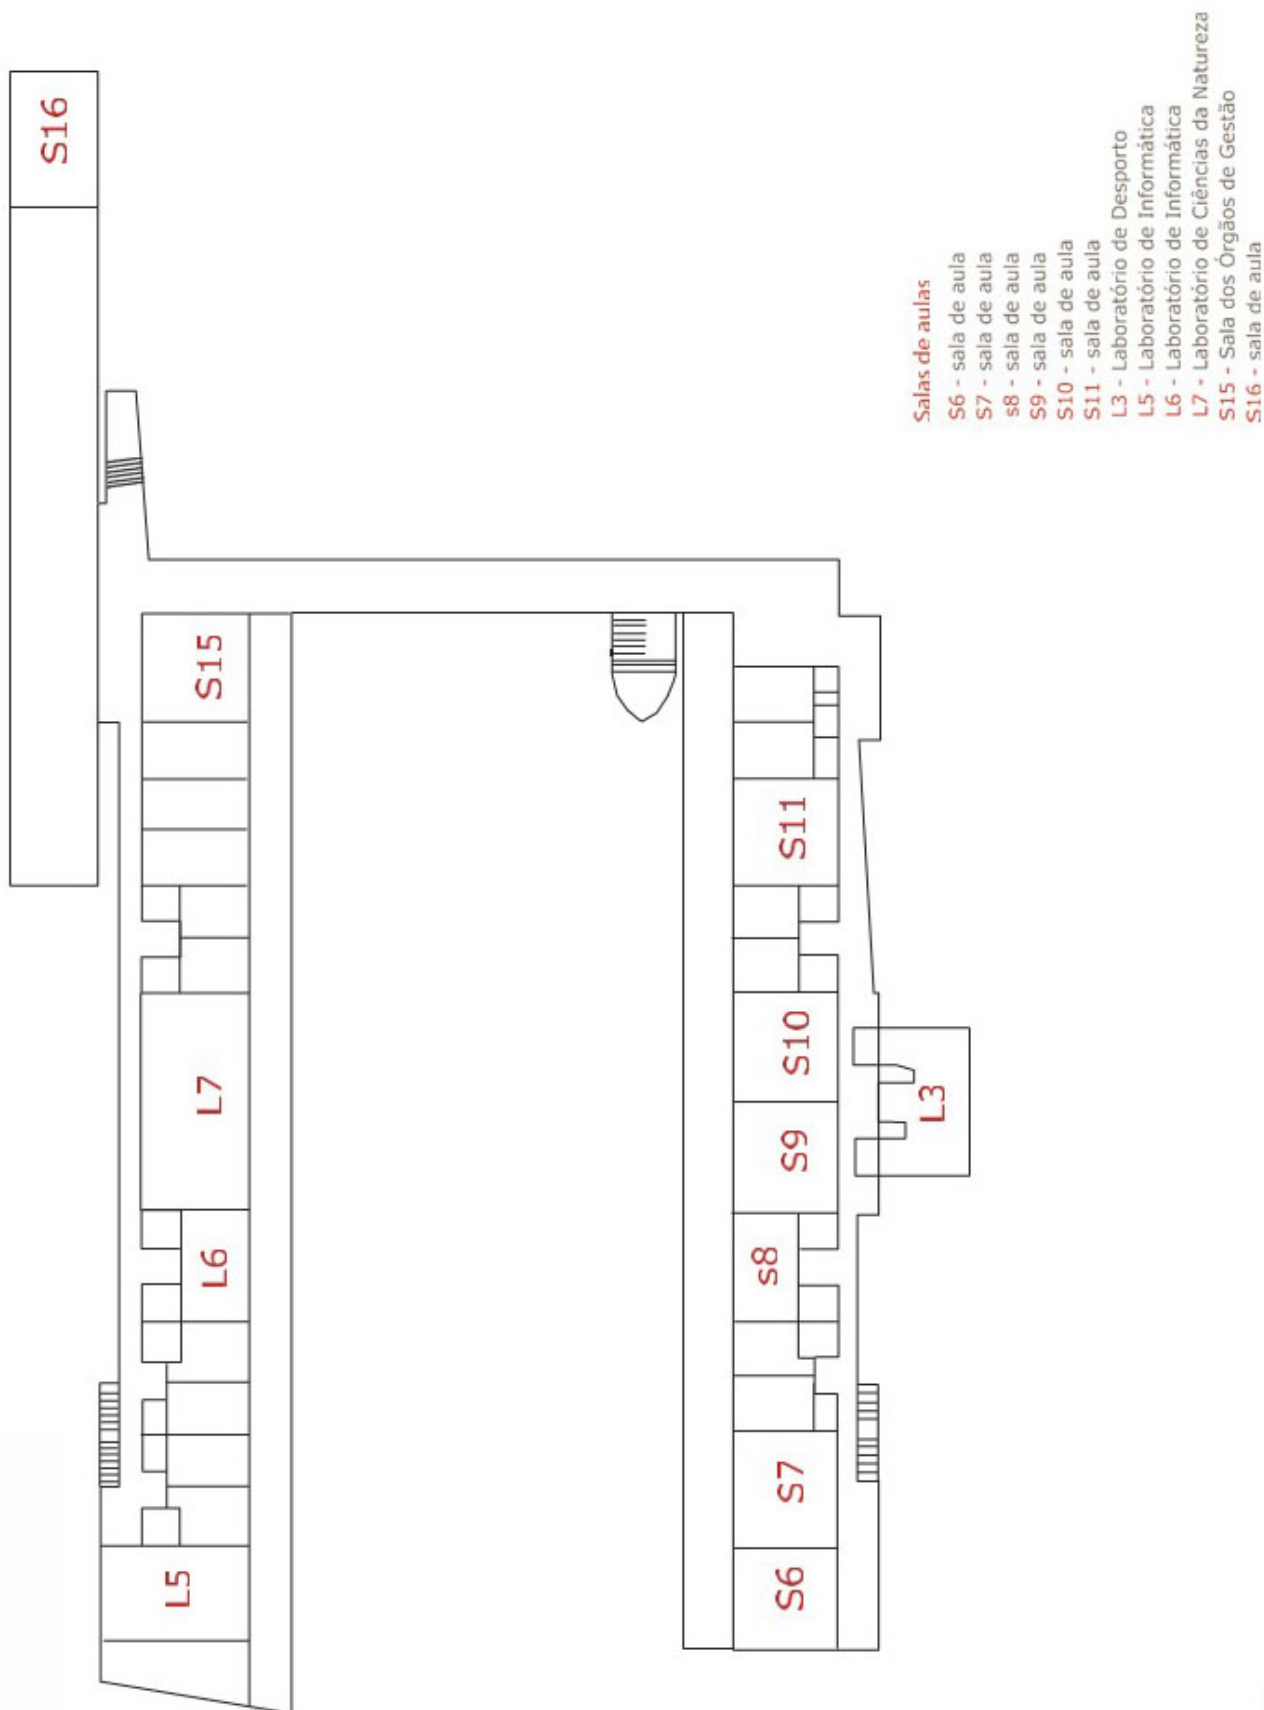 S16
S15
L7
L6
L5
S11
S10
S9
s8
S7
S6
L3
Salas de aulas
S6 - sala de aula
S7 - sala de aula
s8 - sala de aula
S9 - sala de aula
S10 - sala de aula
S11 - sala de aula
L3 - Laboratório de Desporto
L5 - Laboratório de Informática
L6 - Laboratório de Informática
L7 - Laboratório de Ciências da Natureza
S15 - Sala dos Órgãos de Gestão
S16 - sala de aula